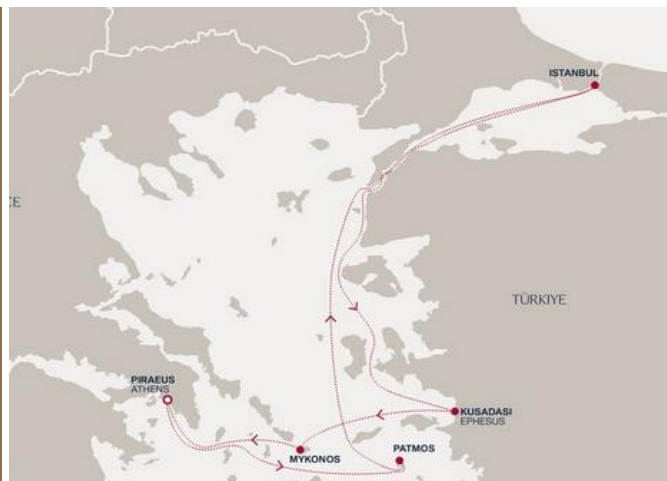 ISTANBUL
CE
TÜRKIYE
PIRAEUS
ATHENS
KUSADASI
EPHESUS
PATMOS
MYKONOS